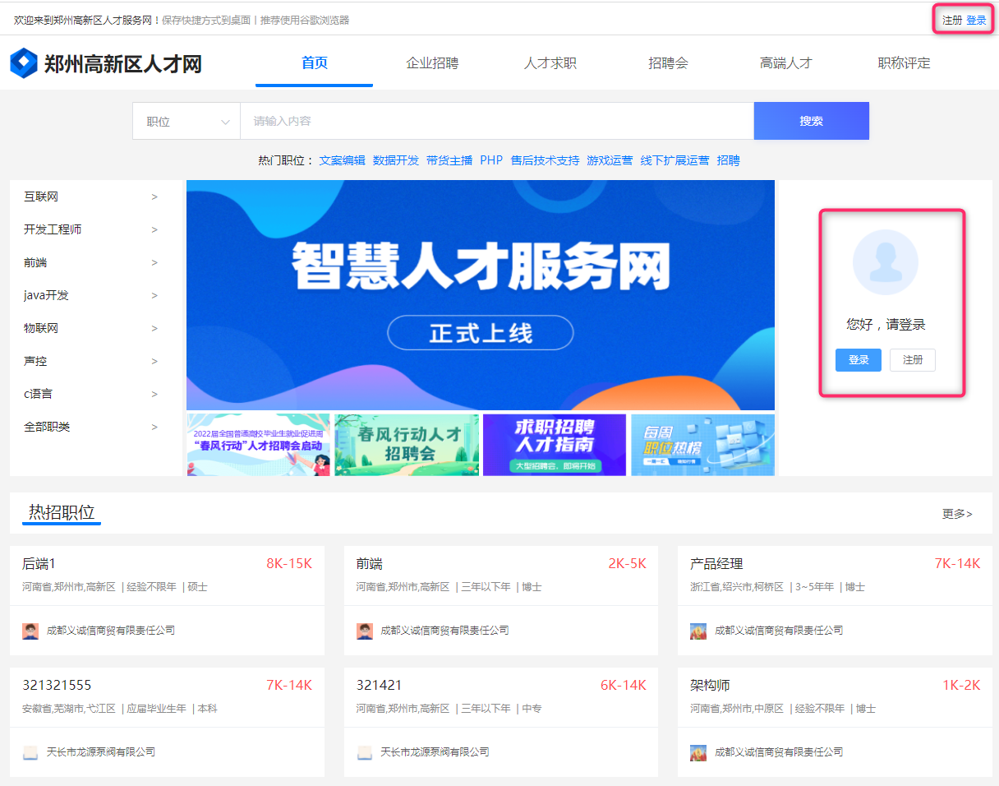 欢迎来到郑州高新区人才服务网！保存快捷方式到桌面 | 推荐使用谷歌浏览器
注册 登录
郑州高新区人才网
首页 企业招聘 人才求职 招聘会 高端人才 职称评定
职位 请输入内容 搜索
热门职位： 文案编辑 数据开发 带货主播 PHP 售后技术支持 游戏运营 线下扩展运营 招聘
互联网 >
开发工程师 >
前端 >
java开发 >
物联网 >
声控 >
c语言 >
全部职类 >
智慧人才服务网
正式上线
您好，请登录
登录 注册
2022届全国普通高校毕业生就业促进周
“春风行动”人才招聘会启动
春风行动人才
招聘会
求职招聘
人才指南
大型招聘会，即将开始
每周
职位热榜
热招职位 更多>
后端1 8K-15K
河南省,郑州市,高新区 | 经验不限年 | 硕士
成都义诚信商贸有限责任公司
前端 2K-5K
河南省,郑州市,高新区 | 三年以下年 | 博士
成都义诚信商贸有限责任公司
产品经理 7K-14K
浙江省,绍兴市,柯桥区 | 3~5年年 | 博士
成都义诚信商贸有限责任公司
321321555 7K-14K
安徽省,芜湖市,弋江区 | 应届毕业生年 | 本科
天长市龙源泵阀有限公司
321421 6K-14K
河南省,郑州市,高新区 | 三年以下年 | 中专
天长市龙源泵阀有限公司
架构师 1K-2K
河南省,郑州市,中原区 | 经验不限年 | 博士
成都义诚信商贸有限责任公司